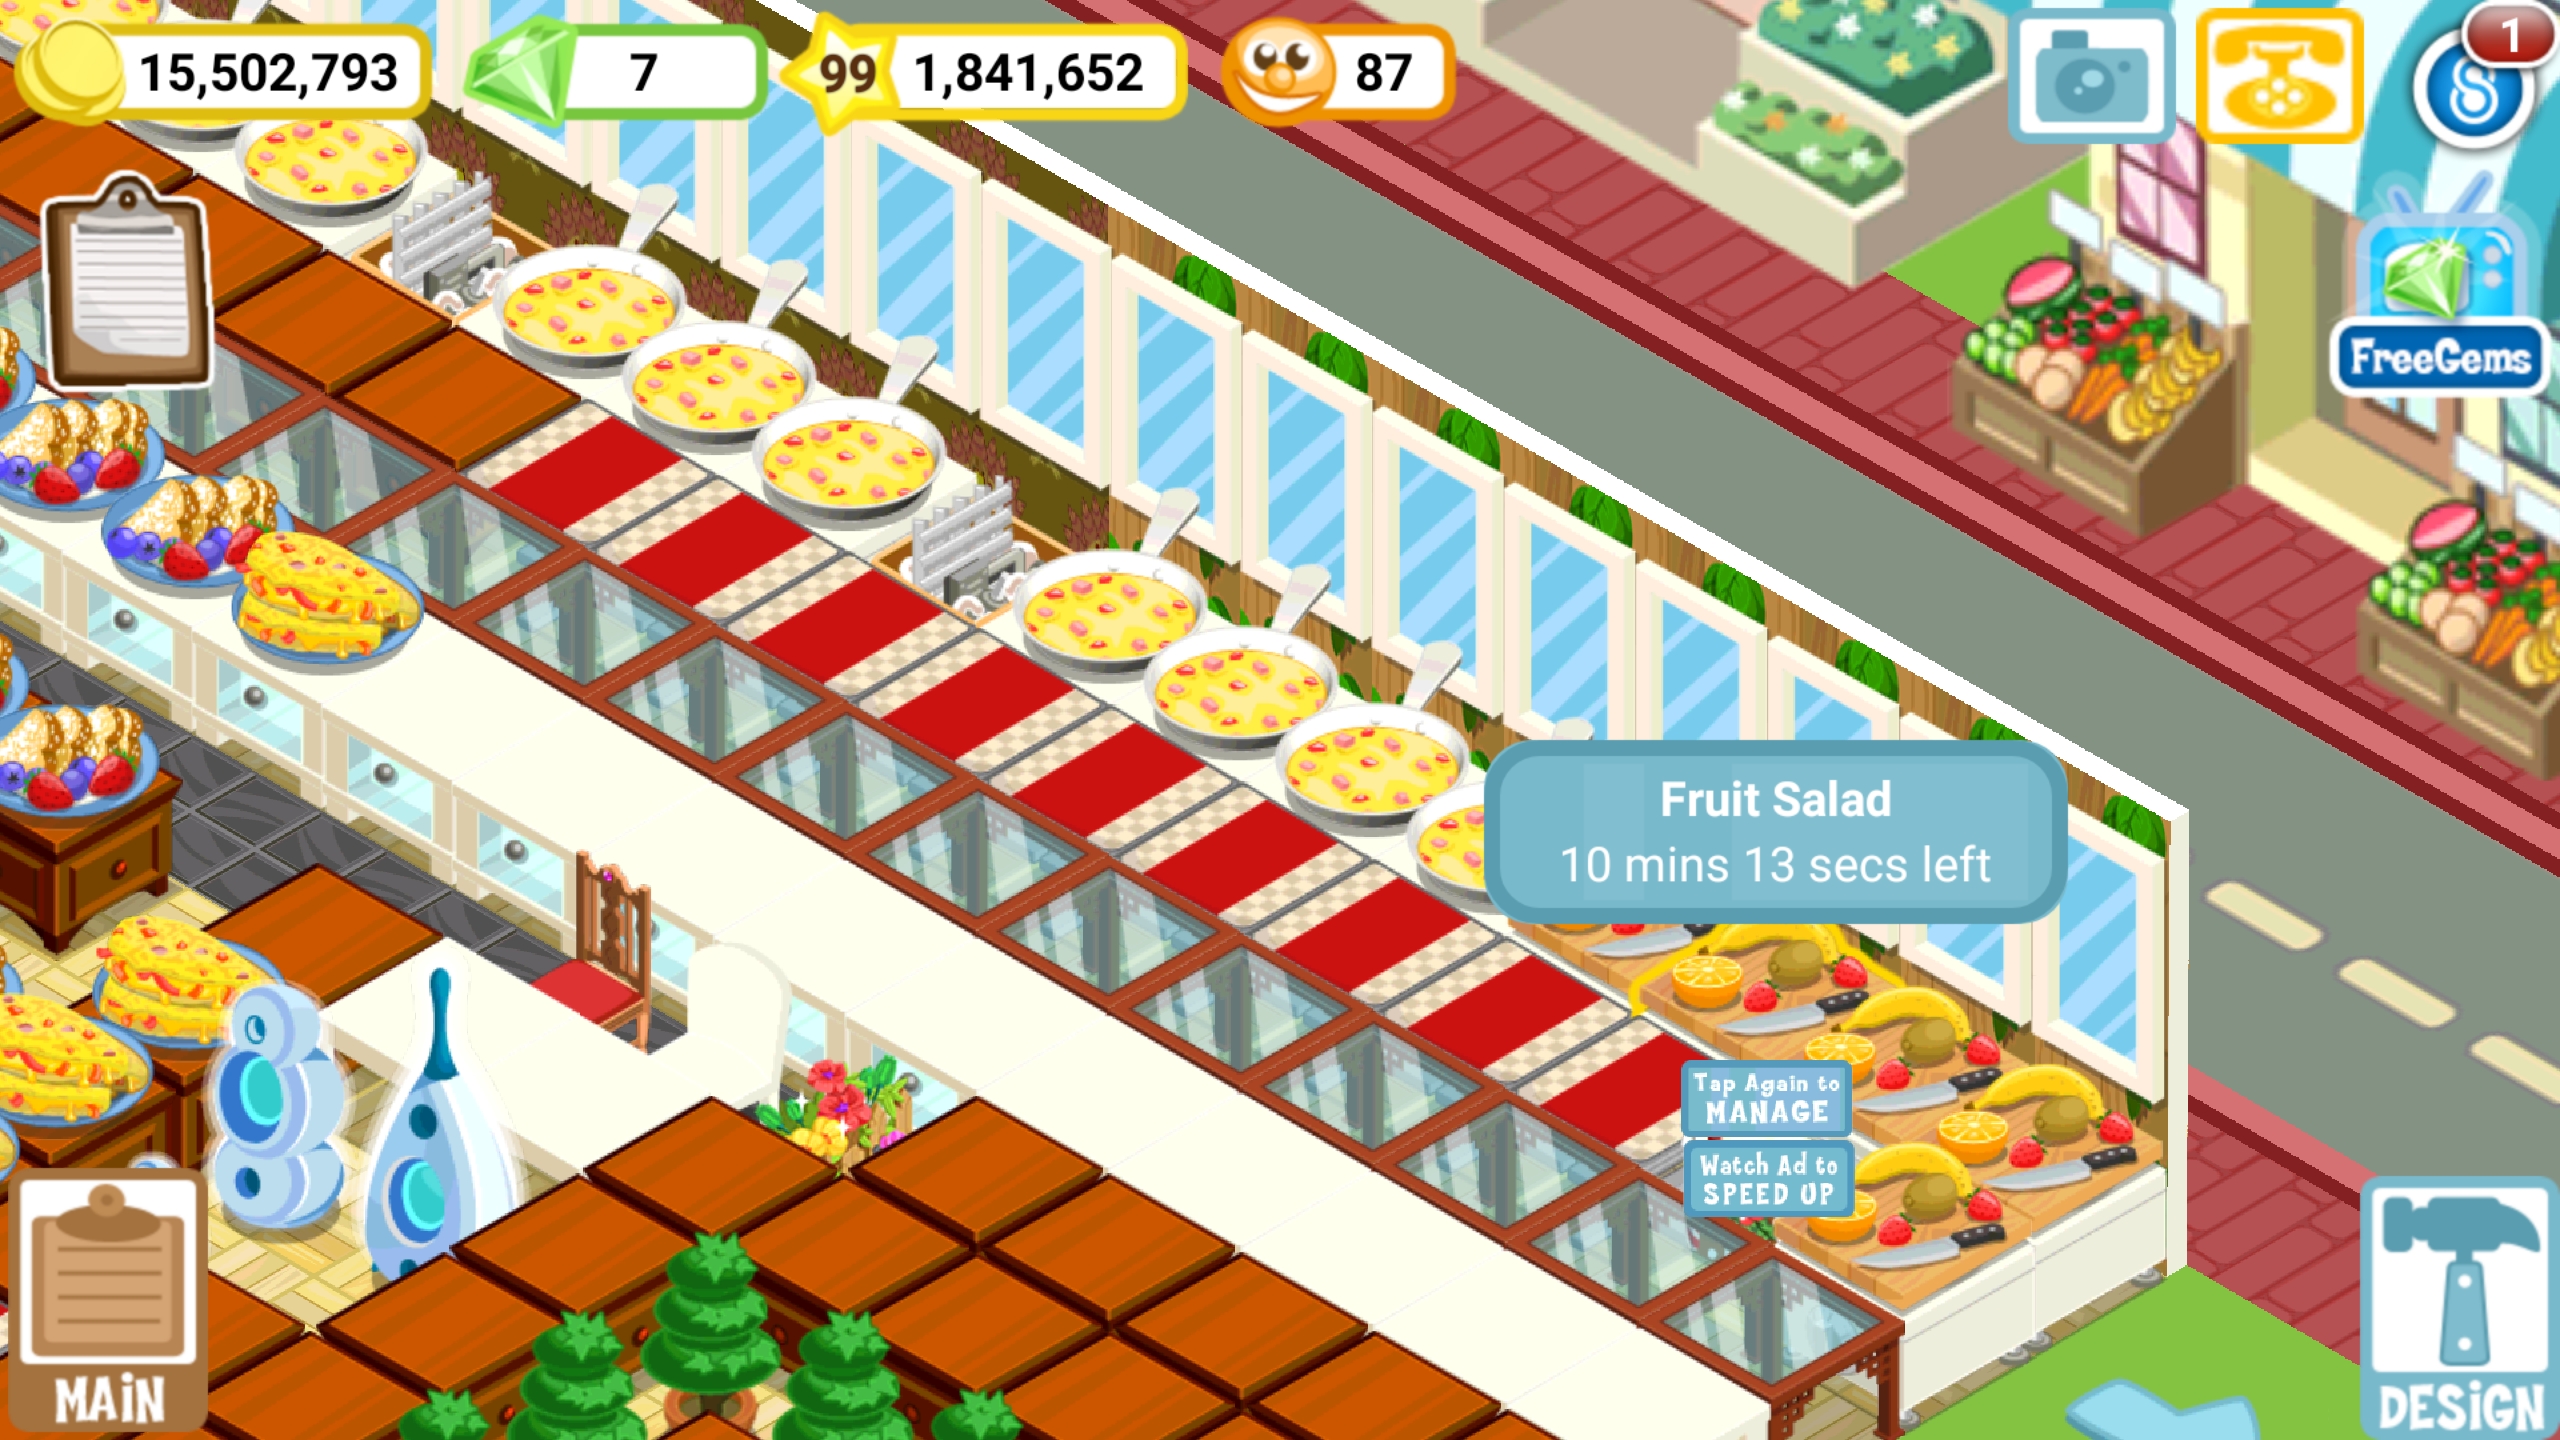 15,502,793
7
99
1,841,652
87
1
FreeGems
Fruit Salad
10 mins 13 secs left
Tap Again to
MANAGE
Watch Ad to
SPEED UP
MAiN
DESiGN